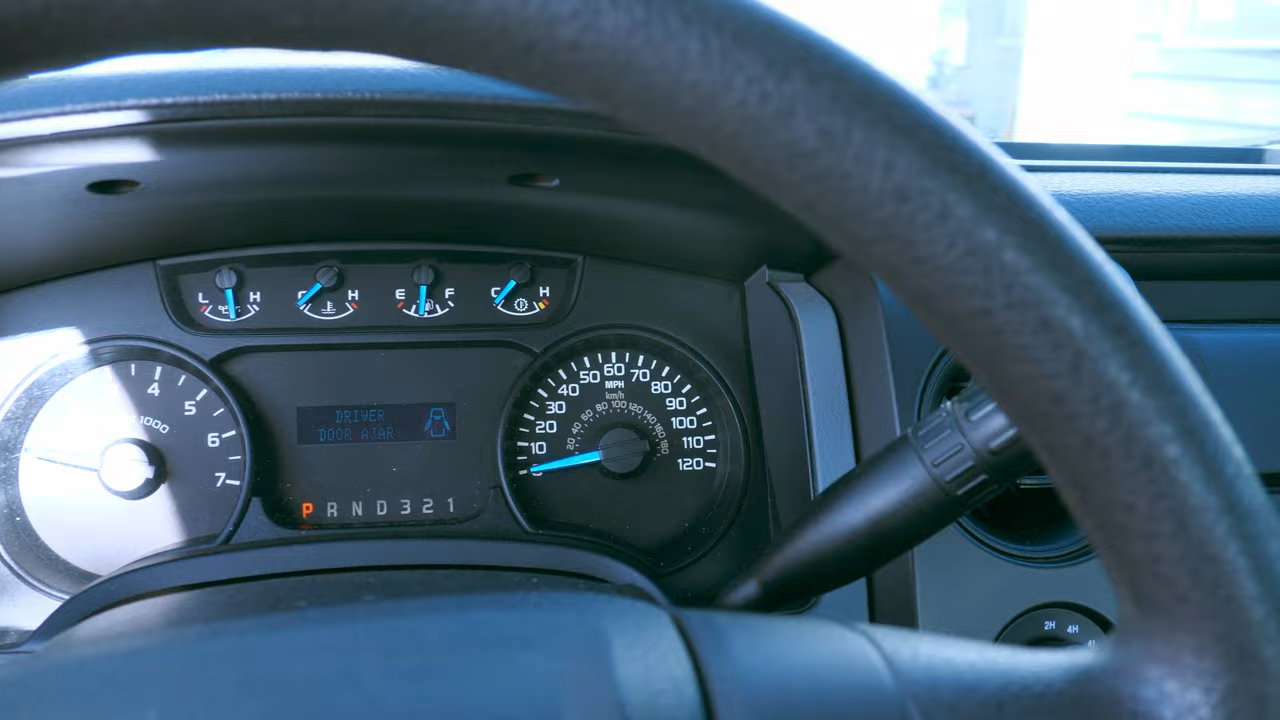 L H
C H
E F
C H
4
5
6
7
x1000
DRIVER
DOOR AJAR
P R N D 3 2 1
0 10 20 30 40 50 60 70 80 90 100 110 120
MPH
km/h
20 40 60 80 100 120 140 160 180
2H 4H